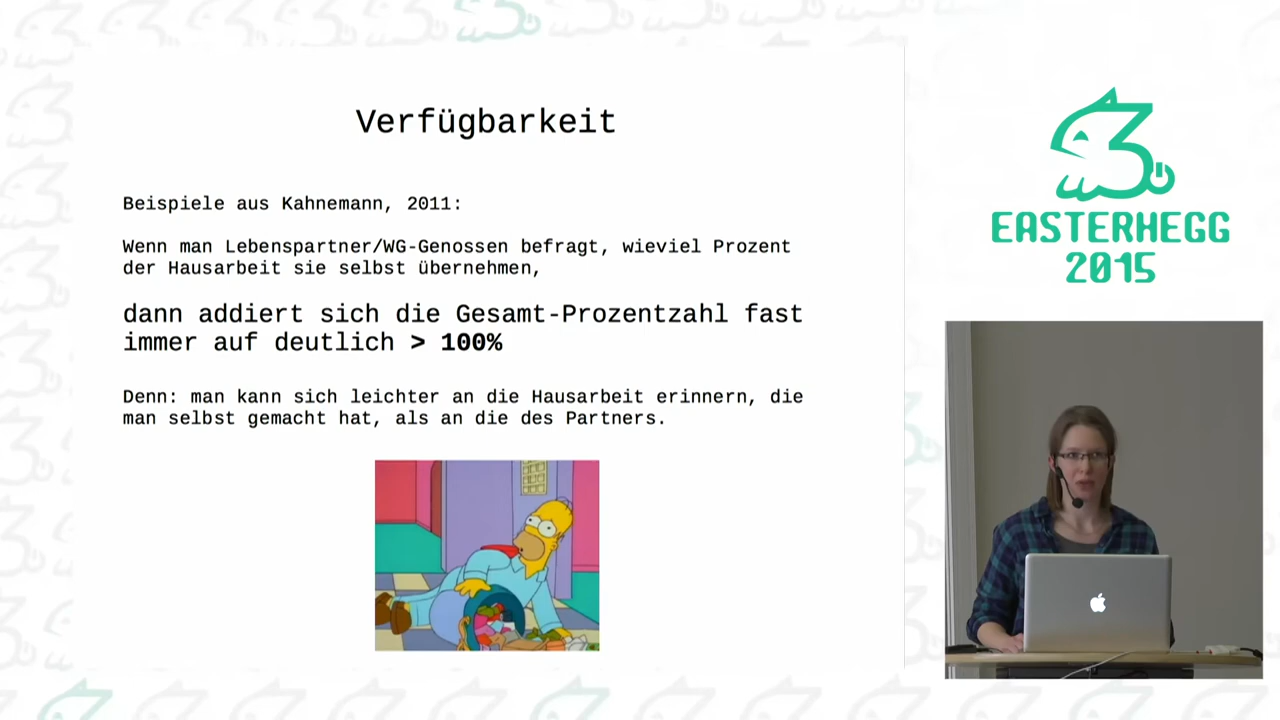 Verfügbarkeit
Beispiele aus Kahnemann, 2011:
Wenn man Lebenspartner/WG-Genossen befragt, wieviel Prozent
der Hausarbeit sie selbst übernehmen,
dann addiert sich die Gesamt-Prozentzahl fast
immer auf deutlich > 100%
Denn: man kann sich leichter an die Hausarbeit erinnern, die
man selbst gemacht hat, als an die des Partners.
EASTERHEGG
2015